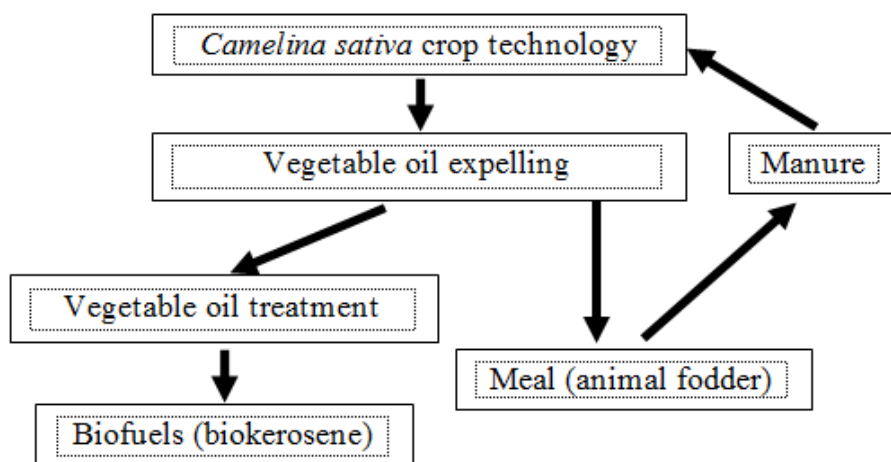 Camelina sativa crop technology
Vegetable oil expelling
Manure
Vegetable oil treatment
Meal (animal fodder)
Biofuels (biokerosene)